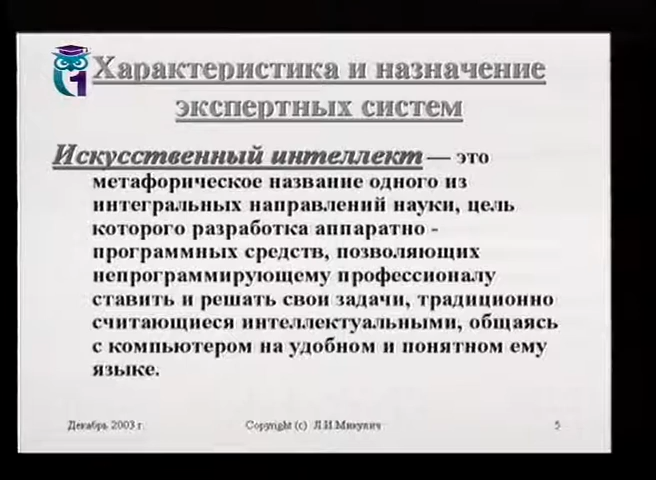 Характеристика и назначение
экспертных систем
Искусственный интеллект — это
метафорическое название одного из
интегральных направлений науки, цель
которого разработка аппаратно -
программных средств, позволяющих
непрограммирующему профессионалу
ставить и решать свои задачи, традиционно
считающиеся интеллектуальными, общаясь
с компьютером на удобном и понятном ему
языке.
Декабрь 2003 г.
Copyright (c) Л.И.Микулич
5
1